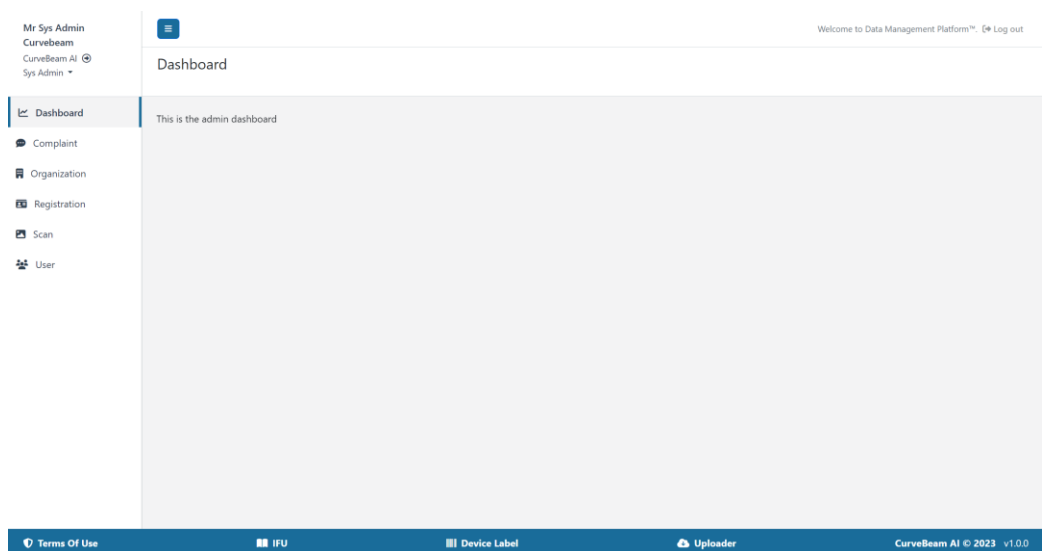 Mr Sys Admin
Curvebeam
CurveBeam AI
Sys Admin
Welcome to Data Management Platform™. Log out
Dashboard
Dashboard
Complaint
Organization
Registration
Scan
User
This is the admin dashboard
Terms Of Use
IFU
Device Label
Uploader
CurveBeam AI © 2023 v1.0.0